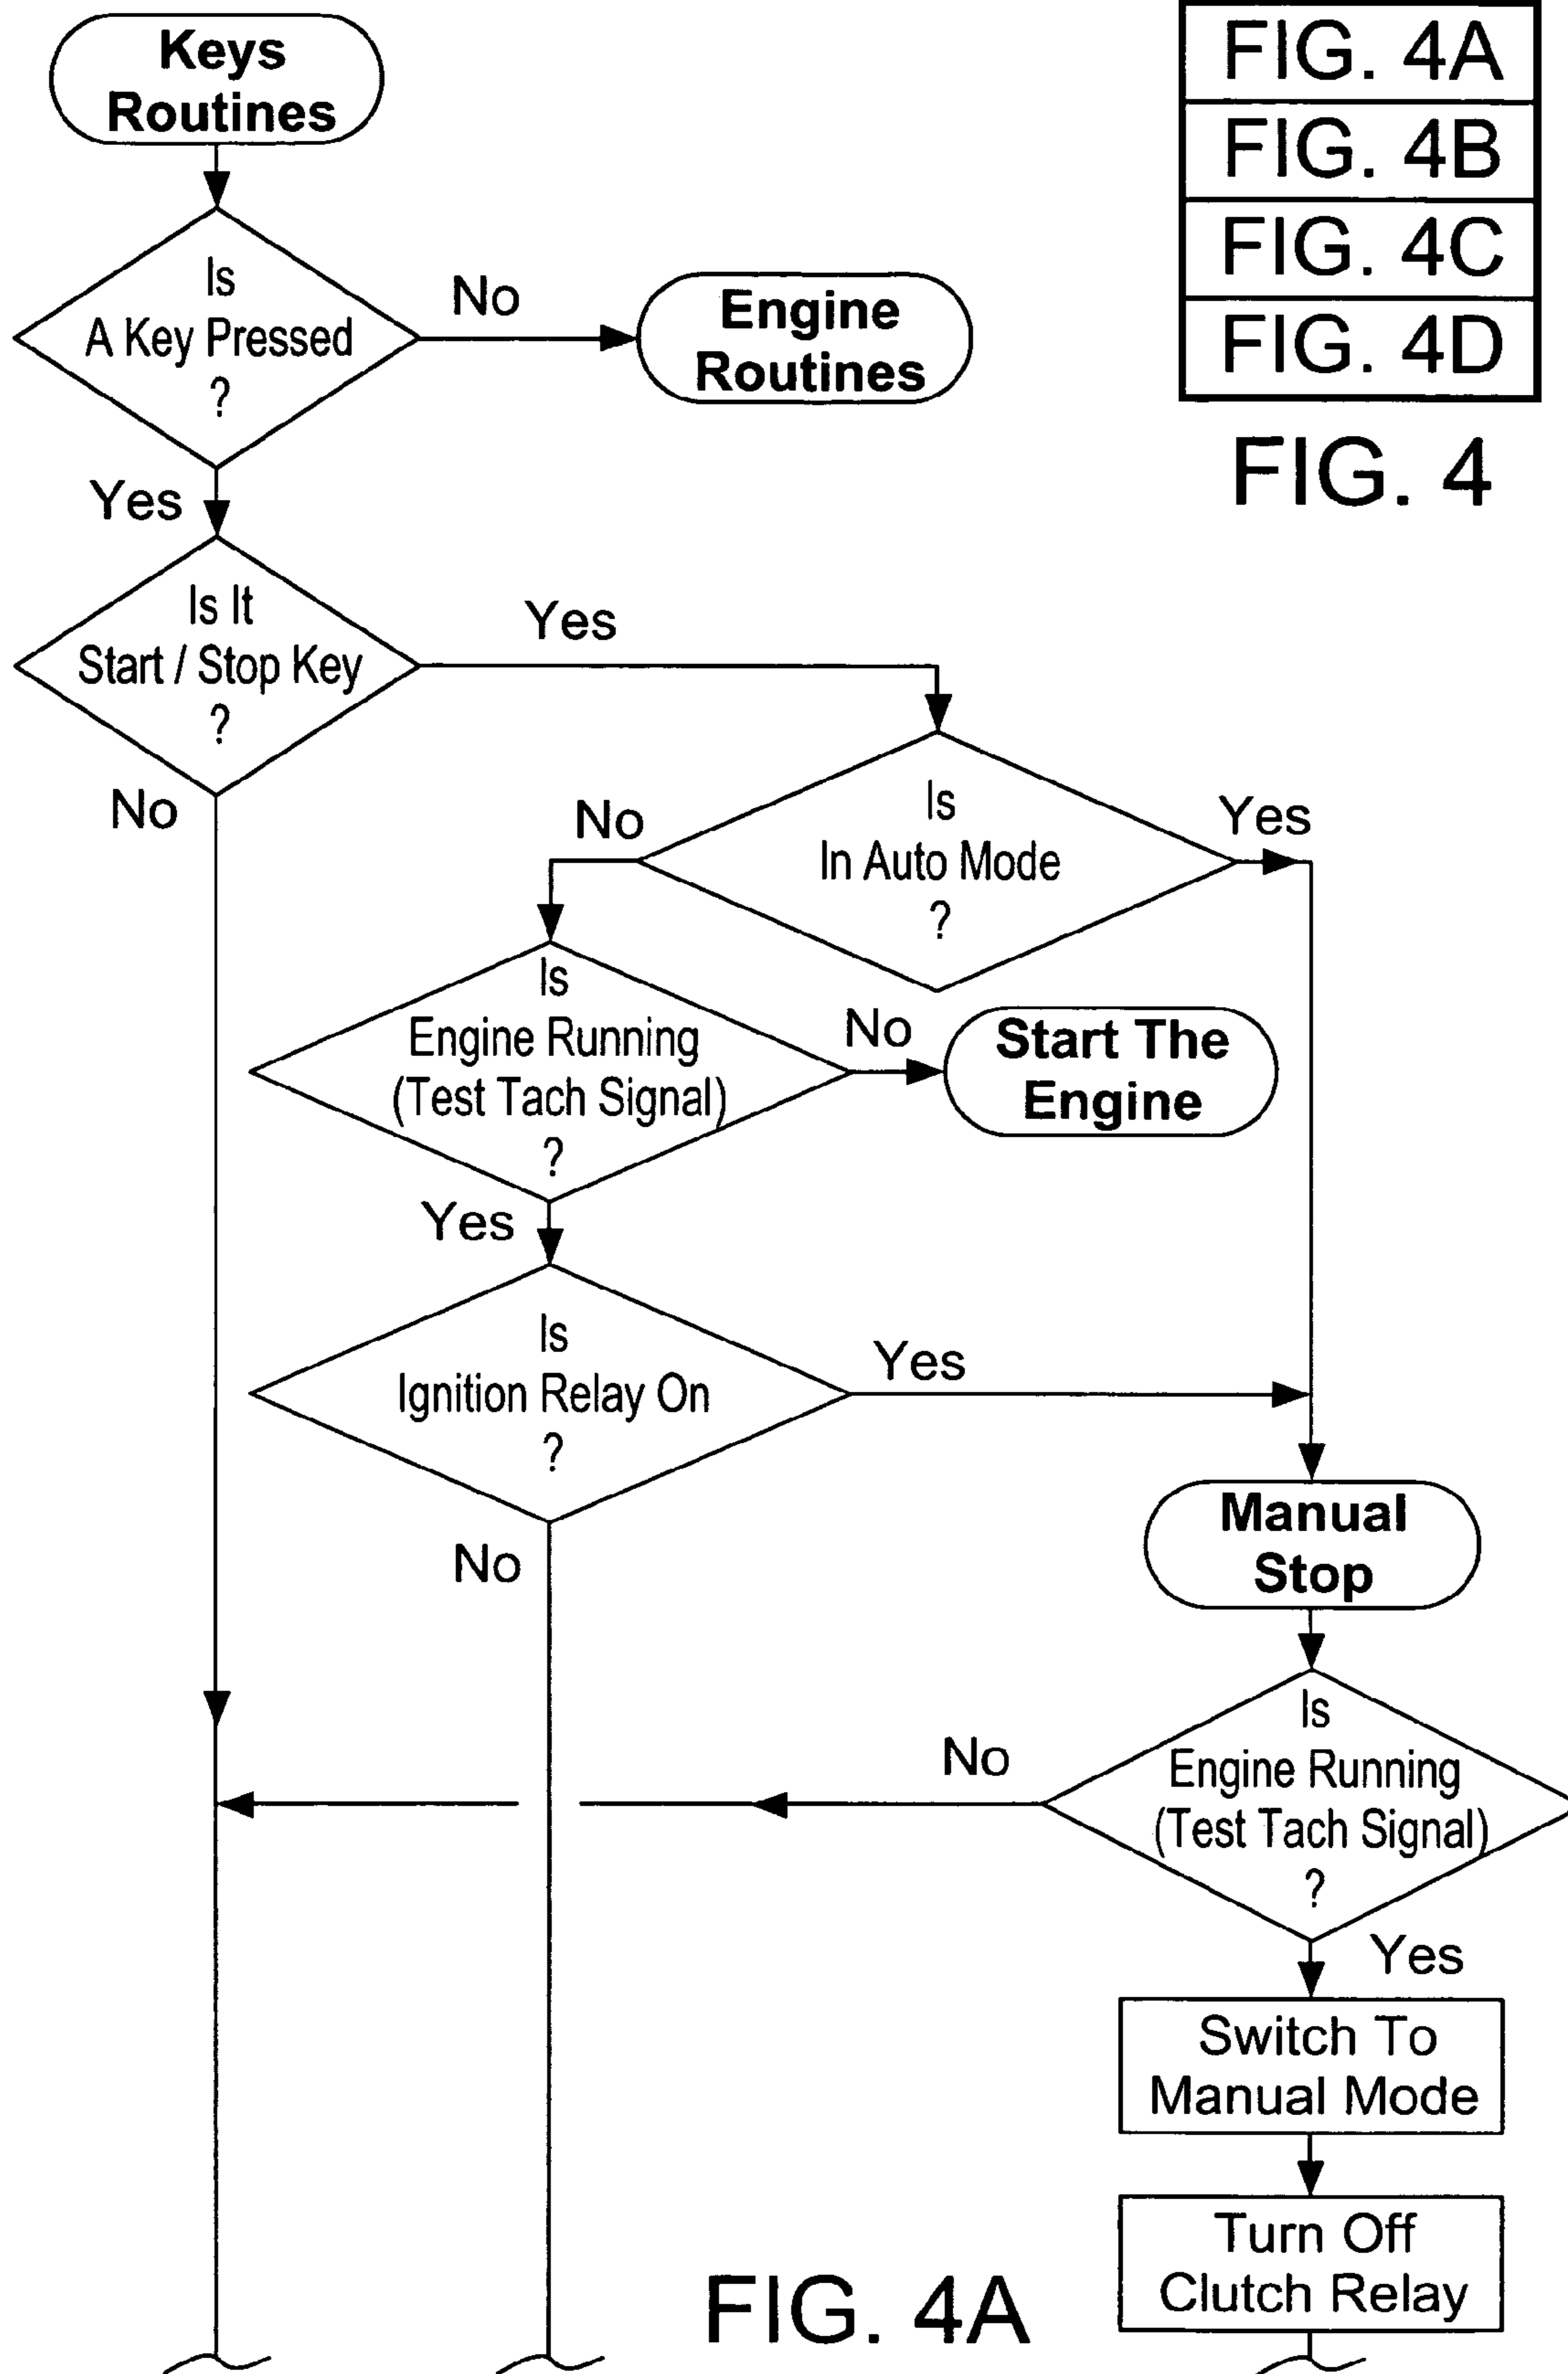 Keys
Routines
FIG. 4A
FIG. 4B
FIG. 4C
FIG. 4D
FIG. 4
Is
A Key Pressed
?
No
Engine
Routines
Yes
Is It
Start / Stop Key
?
Yes
No
Is
In Auto Mode
?
No
Yes
Is
Engine Running
(Test Tach Signal)
?
No
Start The
Engine
Yes
Is
Ignition Relay On
?
Yes
No
Manual
Stop
Is
Engine Running
(Test Tach Signal)
?
No
Yes
Switch To
Manual Mode
Turn Off
Clutch Relay
FIG. 4A